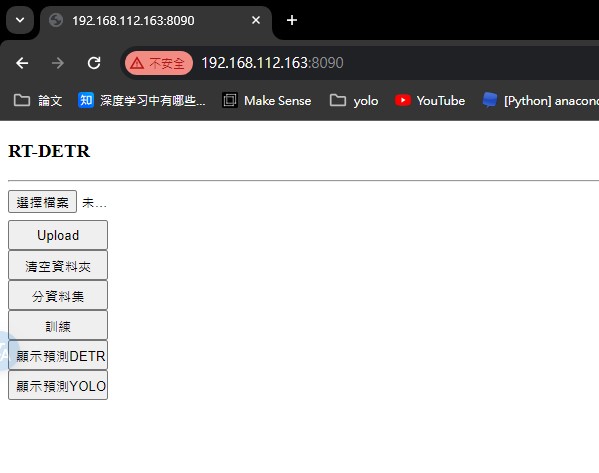 192.168.112.163:8090
不安全 192.168.112.163:8090
論文 知 深度学习中有哪些... Make Sense yolo YouTube [Python] anacond
RT-DETR
選擇檔案 未...
Upload
清空資料夾
分資料集
訓練
顯示預測DETR
顯示預測YOLO